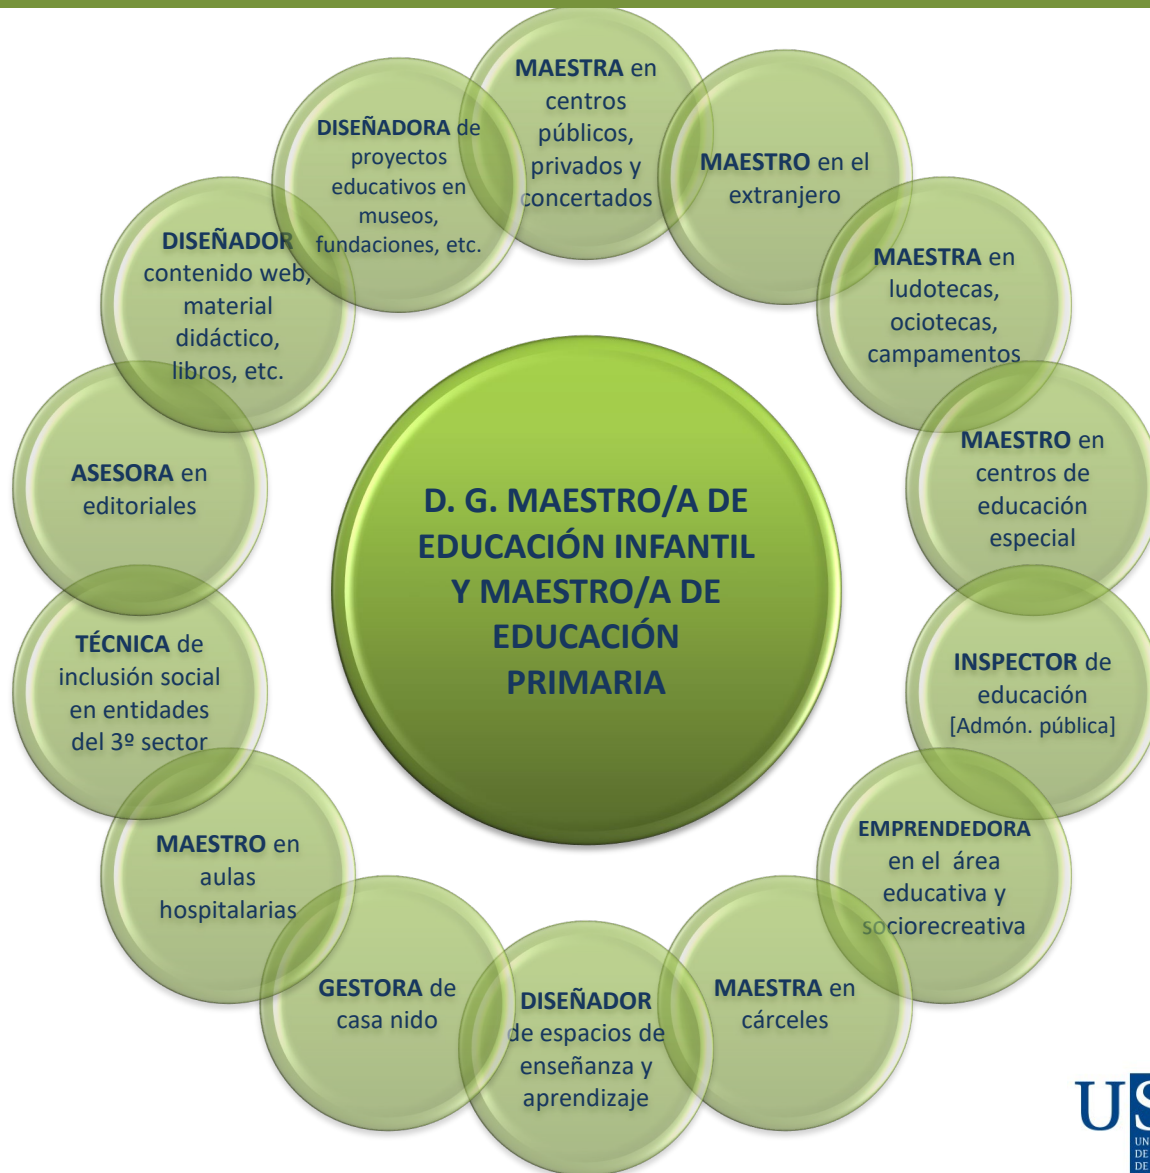 MAESTRA en
centros
públicos,
privados y
concertados
MAESTRO en el
extranjero
MAESTRA en
ludotecas,
ociotecas,
campamentos
MAESTRO en
centros de
educación
especial
INSPECTOR de
educación
[Admón. pública]
EMPRENDEDORA
en el área
educativa y
sociorecreativa
MAESTRA en
cárceles
DISEÑADOR
de espacios de
enseñanza y
aprendizaje
GESTORA de
casa nido
MAESTRO en
aulas
hospitalarias
TÉCNICA de
inclusión social
en entidades
del 3º sector
ASESORA en
editoriales
DISEÑADOR
contenido web,
material
didáctico,
libros, etc.
DISEÑADORA de
proyectos
educativos en
museos,
fundaciones, etc.
D. G. MAESTRO/A DE
EDUCACIÓN INFANTIL
Y MAESTRO/A DE
EDUCACIÓN
PRIMARIA
US
UN
DE
DE